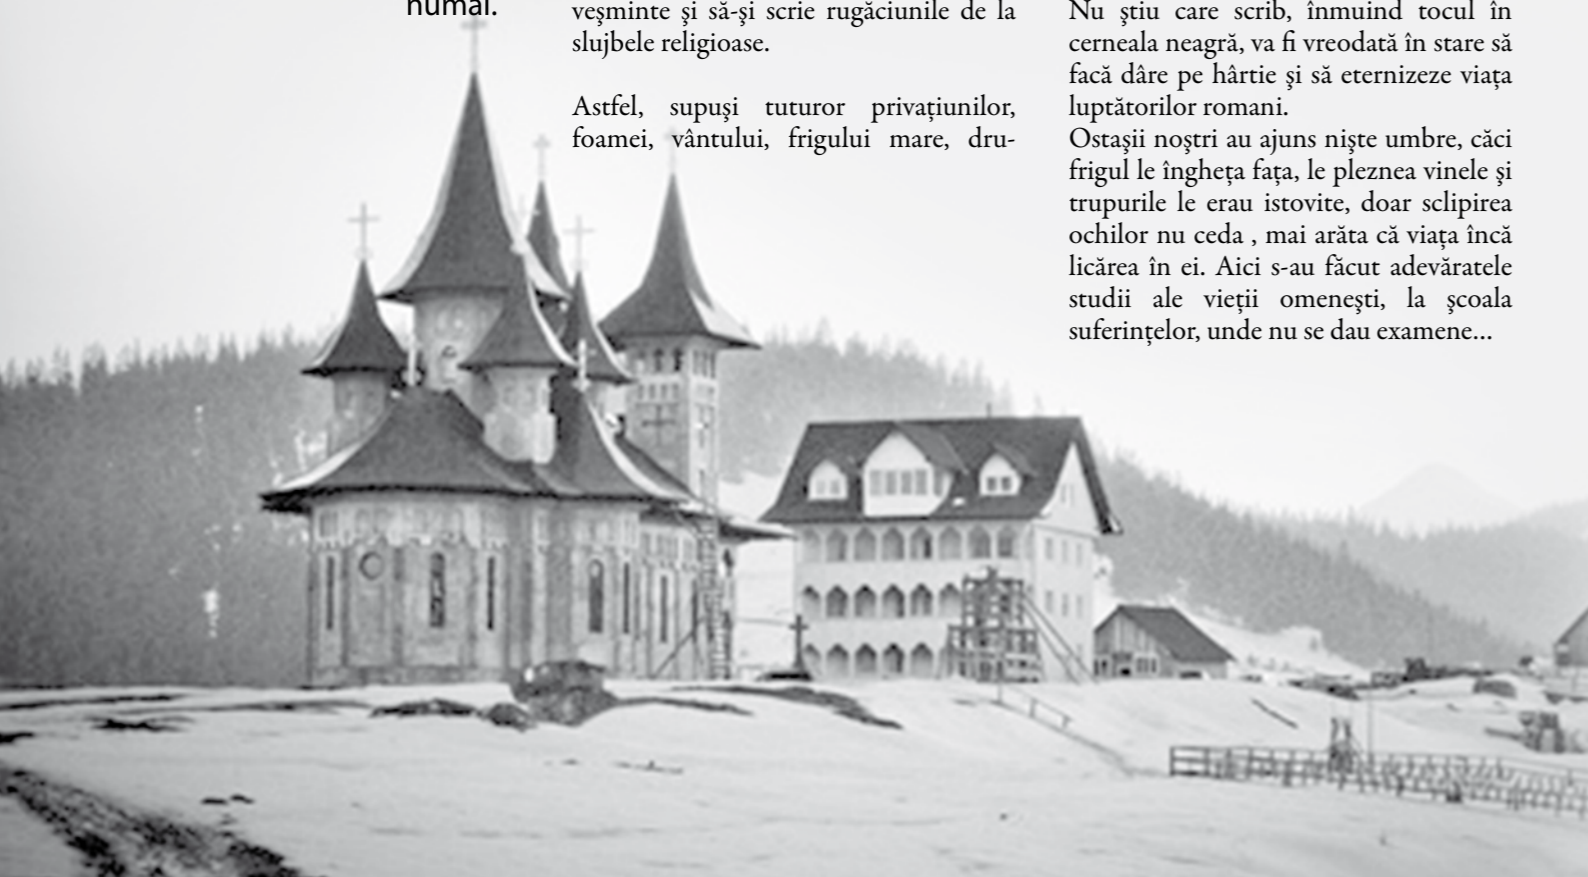 numai.
veşminte şi să-şi scrie rugăciunile de la
slujbele religioase.
Astfel, supuşi tuturor privaţiunilor,
foamei, vântului, frigului mare, dru-
Nu ştiu care scrib, înmuind tocul în
cerneala neagră, va fi vreodată în stare să
facă dâre pe hârtie şi să eternizeze viaţa
luptătorilor romani.
Ostaşii noştri au ajuns nişte umbre, căci
frigul le îngheţa faţa, le pleznea vinele şi
trupurile le erau istovite, doar sclipirea
ochilor nu ceda , mai arăta că viaţa încă
licărea în ei. Aici s-au făcut adevăratele
studii ale vieţii omeneşti, la şcoala
suferinţelor, unde nu se dau examene...